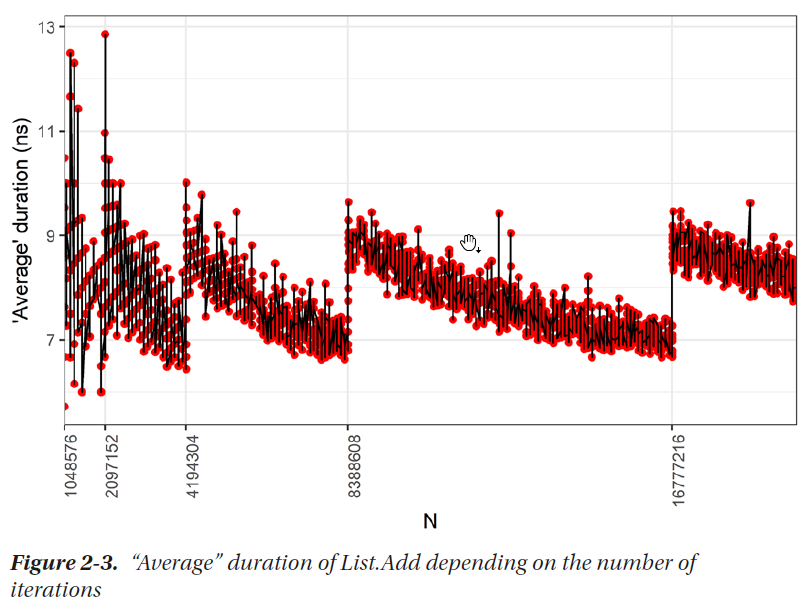 13
11
9
7
'Average' duration (ns)
1048576
2097152
4194304
8388608
16777216
N
Figure 2-3. “Average” duration of List.Add depending on the number of
iterations